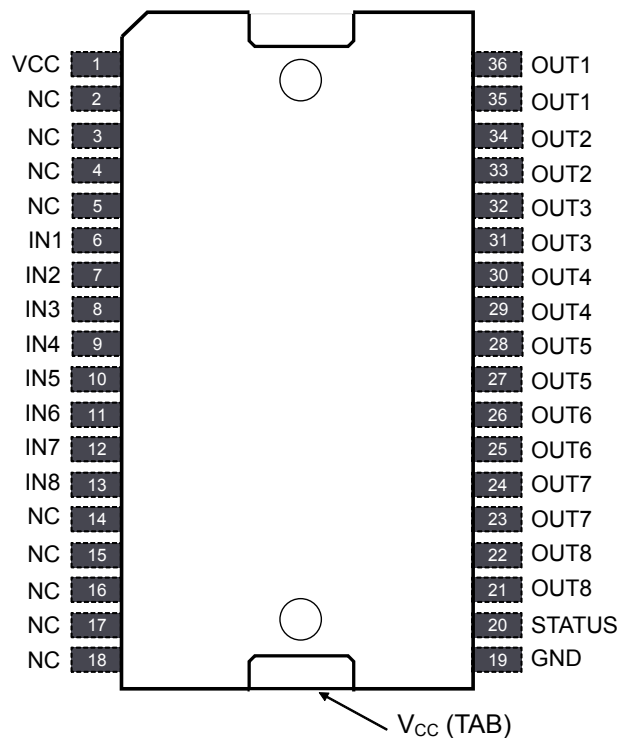 VCC 1 36 OUT1
NC 2 35 OUT1
NC 3 34 OUT2
NC 4 33 OUT2
NC 5 32 OUT3
IN1 6 31 OUT3
IN2 7 30 OUT4
IN3 8 29 OUT4
IN4 9 28 OUT5
IN5 10 27 OUT5
IN6 11 26 OUT6
IN7 12 25 OUT6
IN8 13 24 OUT7
NC 14 23 OUT7
NC 15 22 OUT8
NC 16 21 OUT8
NC 17 20 STATUS
NC 18 19 GND
VCC (TAB)